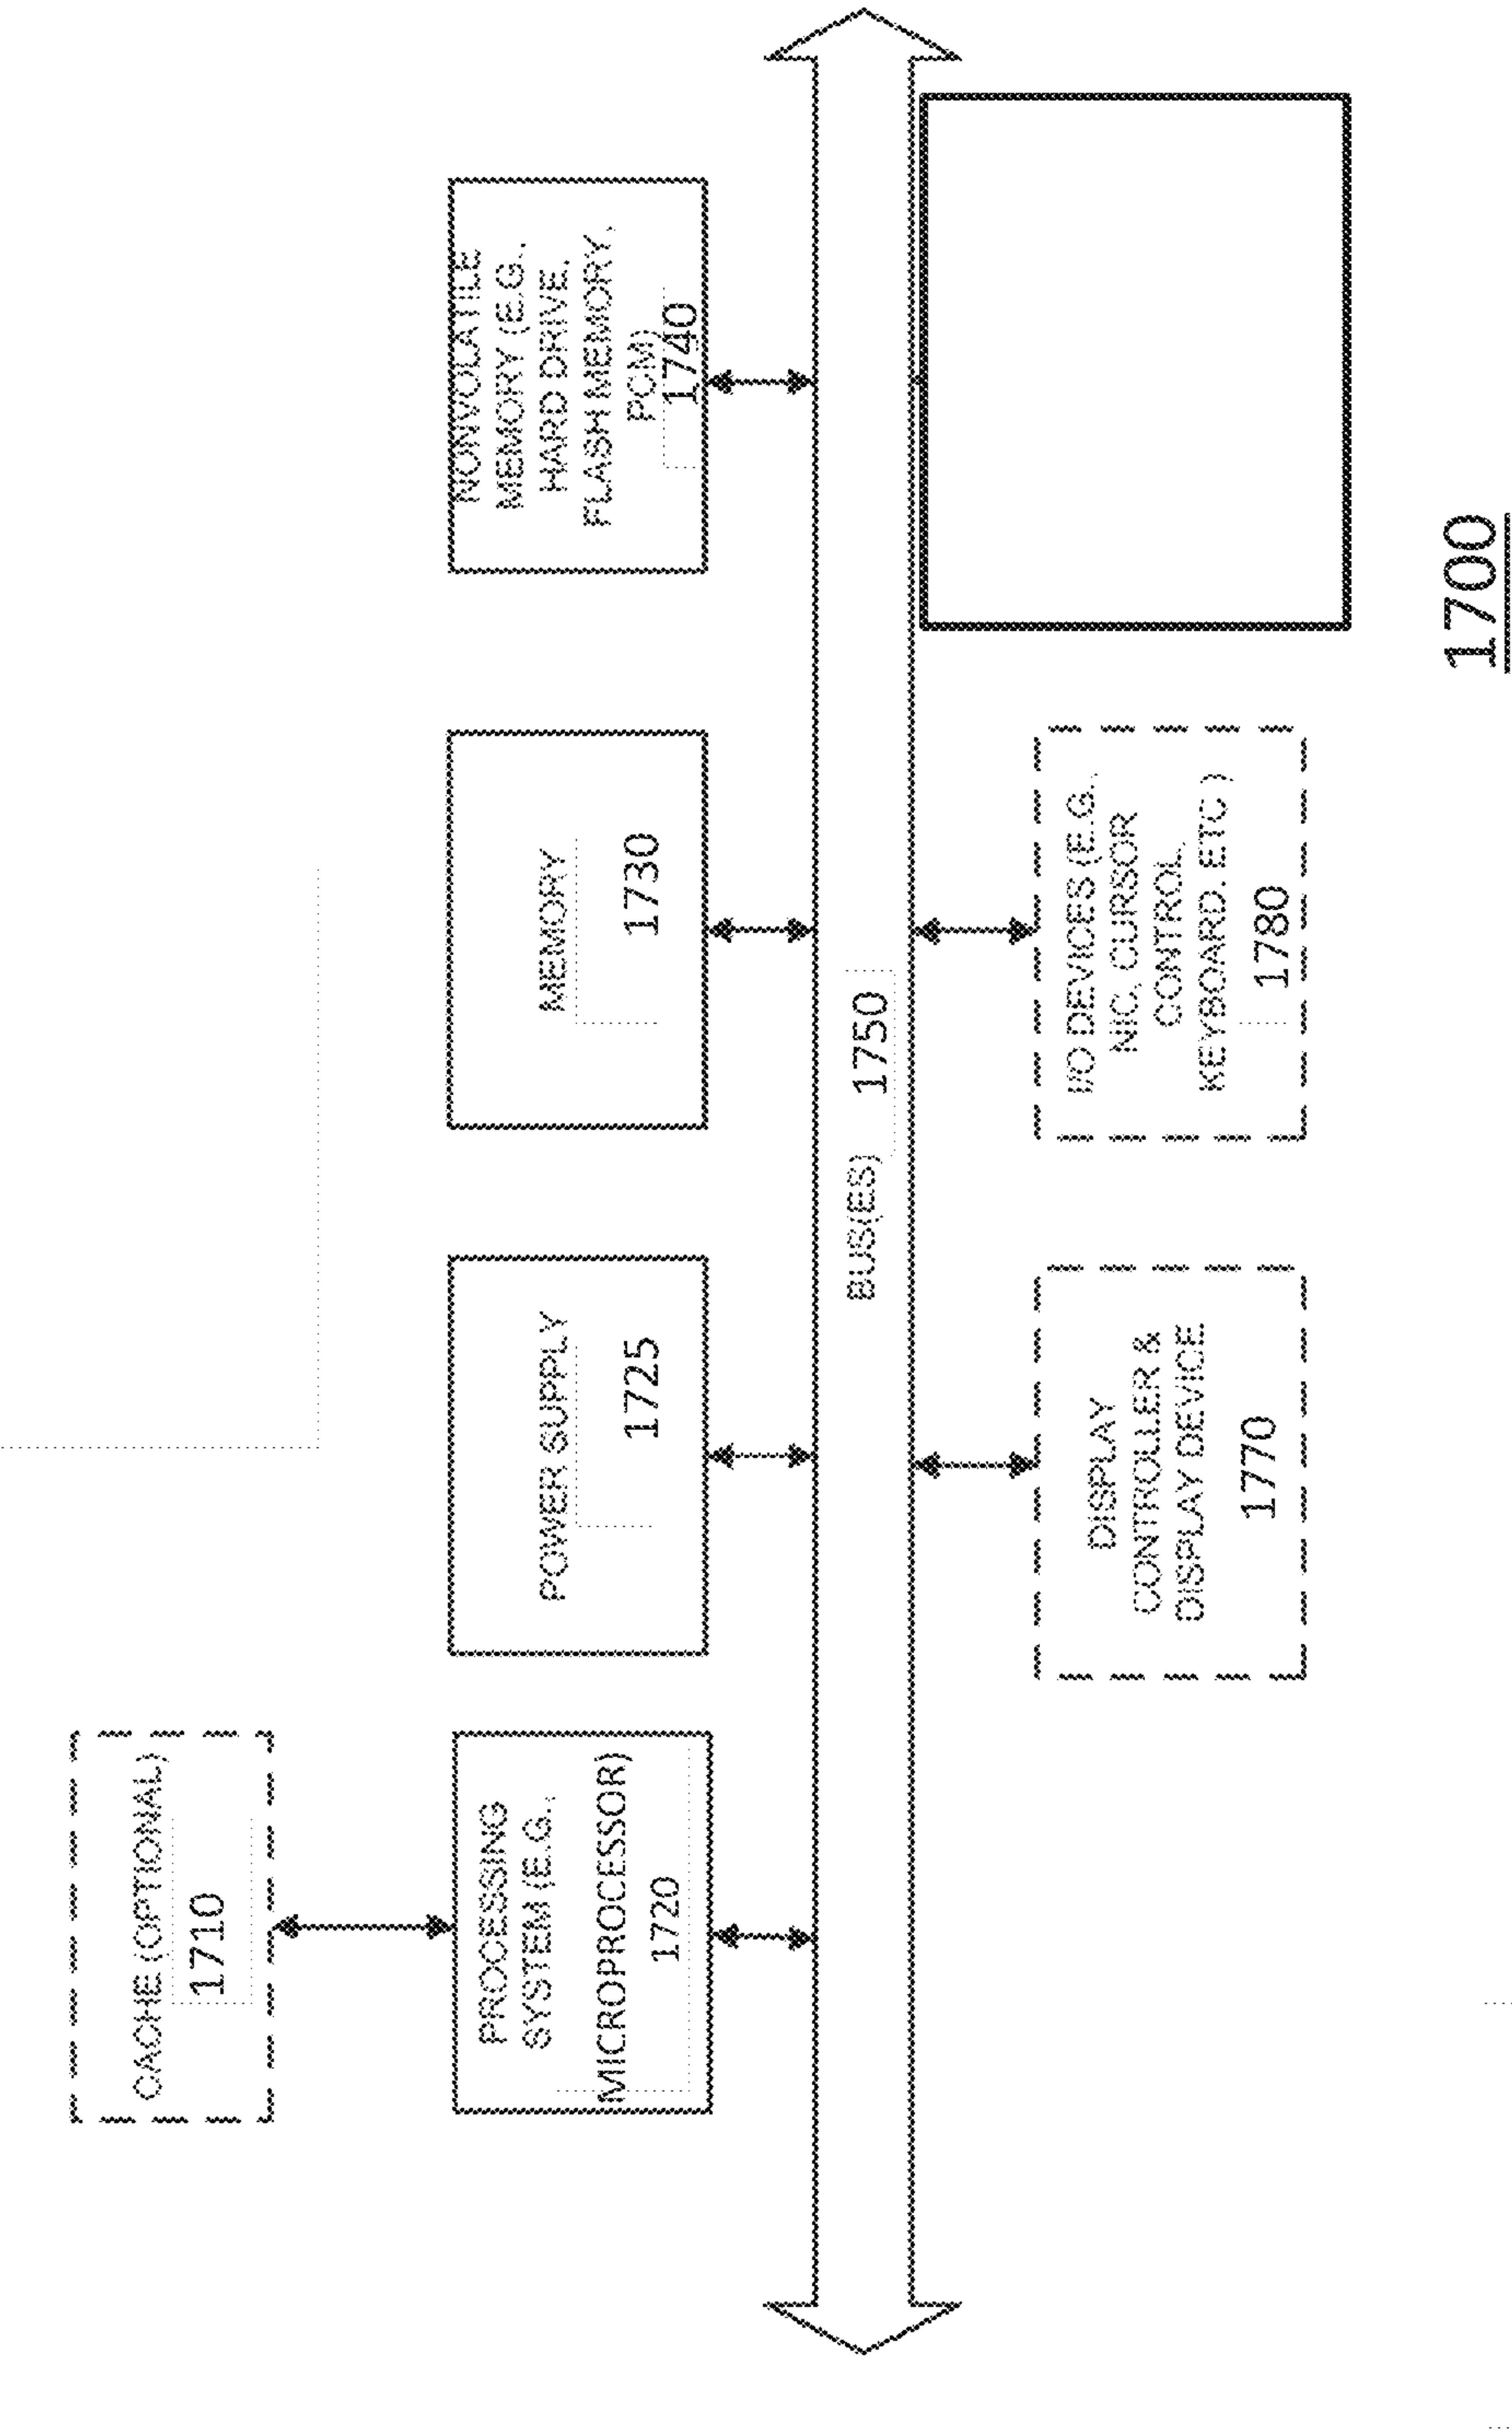 CACHE (OPTIONAL)
1710
PROCESSING
SYSTEM (E.G.,
MICROPROCESSOR)
1720
POWER SUPPLY
1725
MEMORY
1730
NONVOLATILE
MEMORY (E.G.,
HARD DRIVE,
FLASH MEMORY,
PCM)
1740
BUS(ES) 1750
DISPLAY
CONTROLLER &
DISPLAY DEVICE
1770
I/O DEVICES (E.G.,
NIC, CURSOR
CONTROL,
KEYBOARD, ETC )
1780
1700